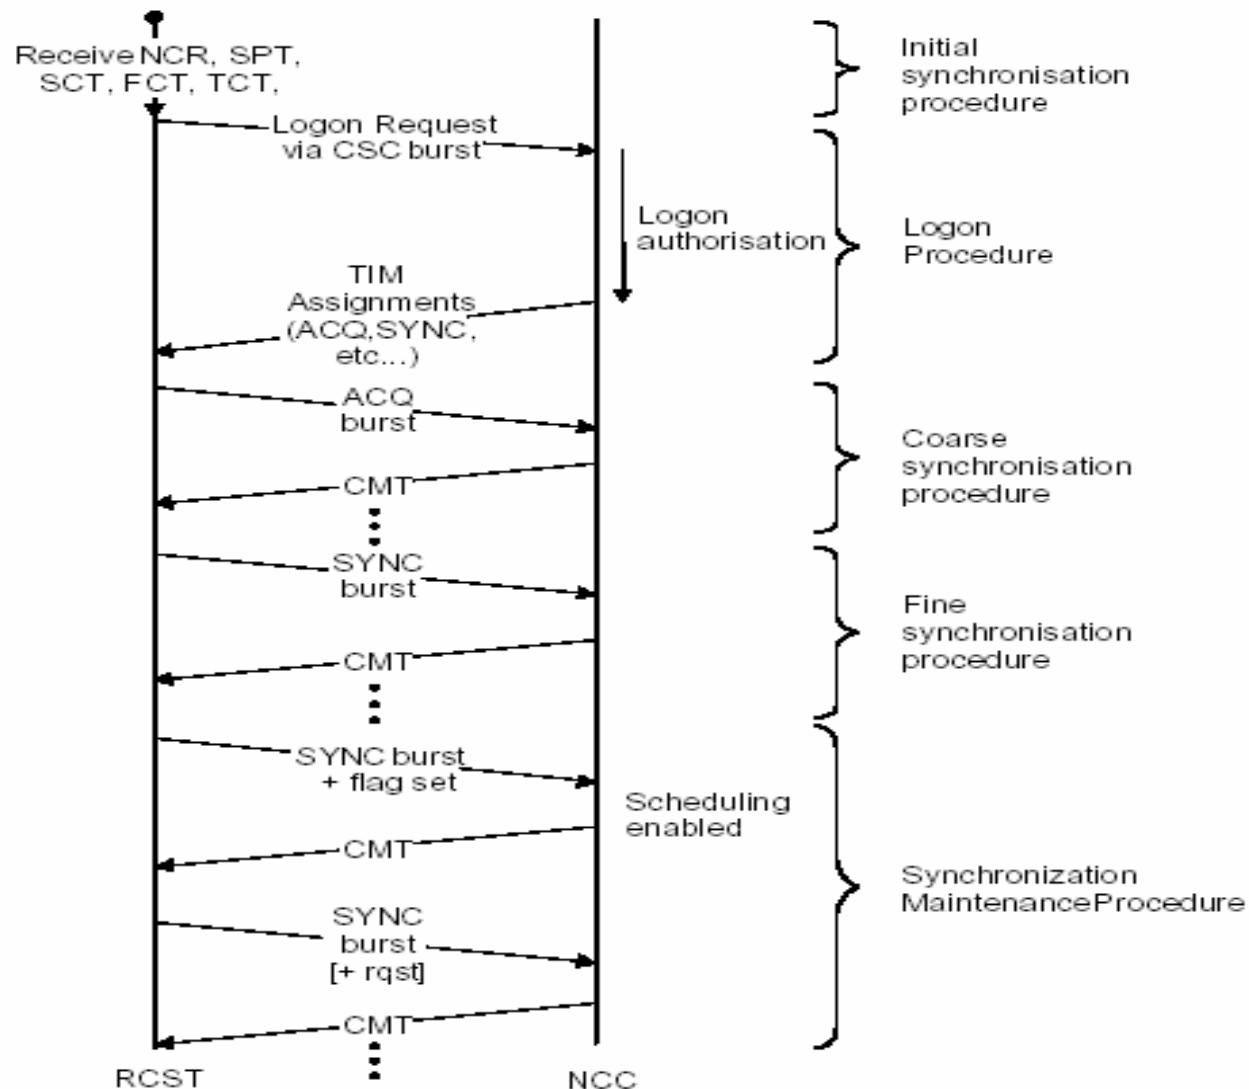 Receive NCR, SPT,
SCT, FCT, TCT,
Initial
synchronisation
procedure
Logon Request
via CSC burst
Logon
authorisation
Logon
Procedure
TIM
Assignments
(ACQ,SYNC,
etc...)
ACQ
burst
CMT
Coarse
synchronisation
procedure
SYNC
burst
CMT
Fine
synchronisation
procedure
SYNC burst
+ flag set
Scheduling
enabled
CMT
SYNC
burst
[+ rqst]
CMT
Synchronization
Maintenance Procedure
RCST
NCC